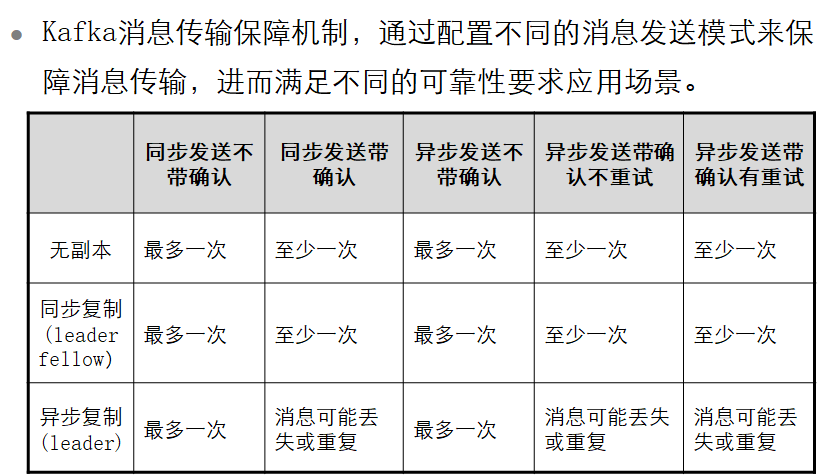 • Kafka消息传输保障机制，通过配置不同的消息发送模式来保
障消息传输，进而满足不同的可靠性要求应用场景。
同步发送不
带确认
同步发送带
确认
异步发送不
带确认
异步发送带确
认不重试
异步发送带
确认有重试
无副本
最多一次
至少一次
最多一次
至少一次
至少一次
同步复制
(leader
fellow)
最多一次
至少一次
最多一次
至少一次
至少一次
异步复制
(leader)
最多一次
消息可能丢
失或重复
最多一次
消息可能丢失
或重复
消息可能丢
失或重复